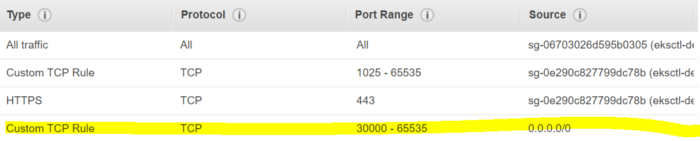 Type Protocol Port Range Source
All traffic All All sg-06703026d595b0305 (eksctl-de
Custom TCP Rule TCP 1025 - 65535 sg-0e290c827799dc78b (eksctl-de
HTTPS TCP 443 sg-0e290c827799dc78b (eksctl-de
Custom TCP Rule TCP 30000 - 65535 0.0.0.0/0